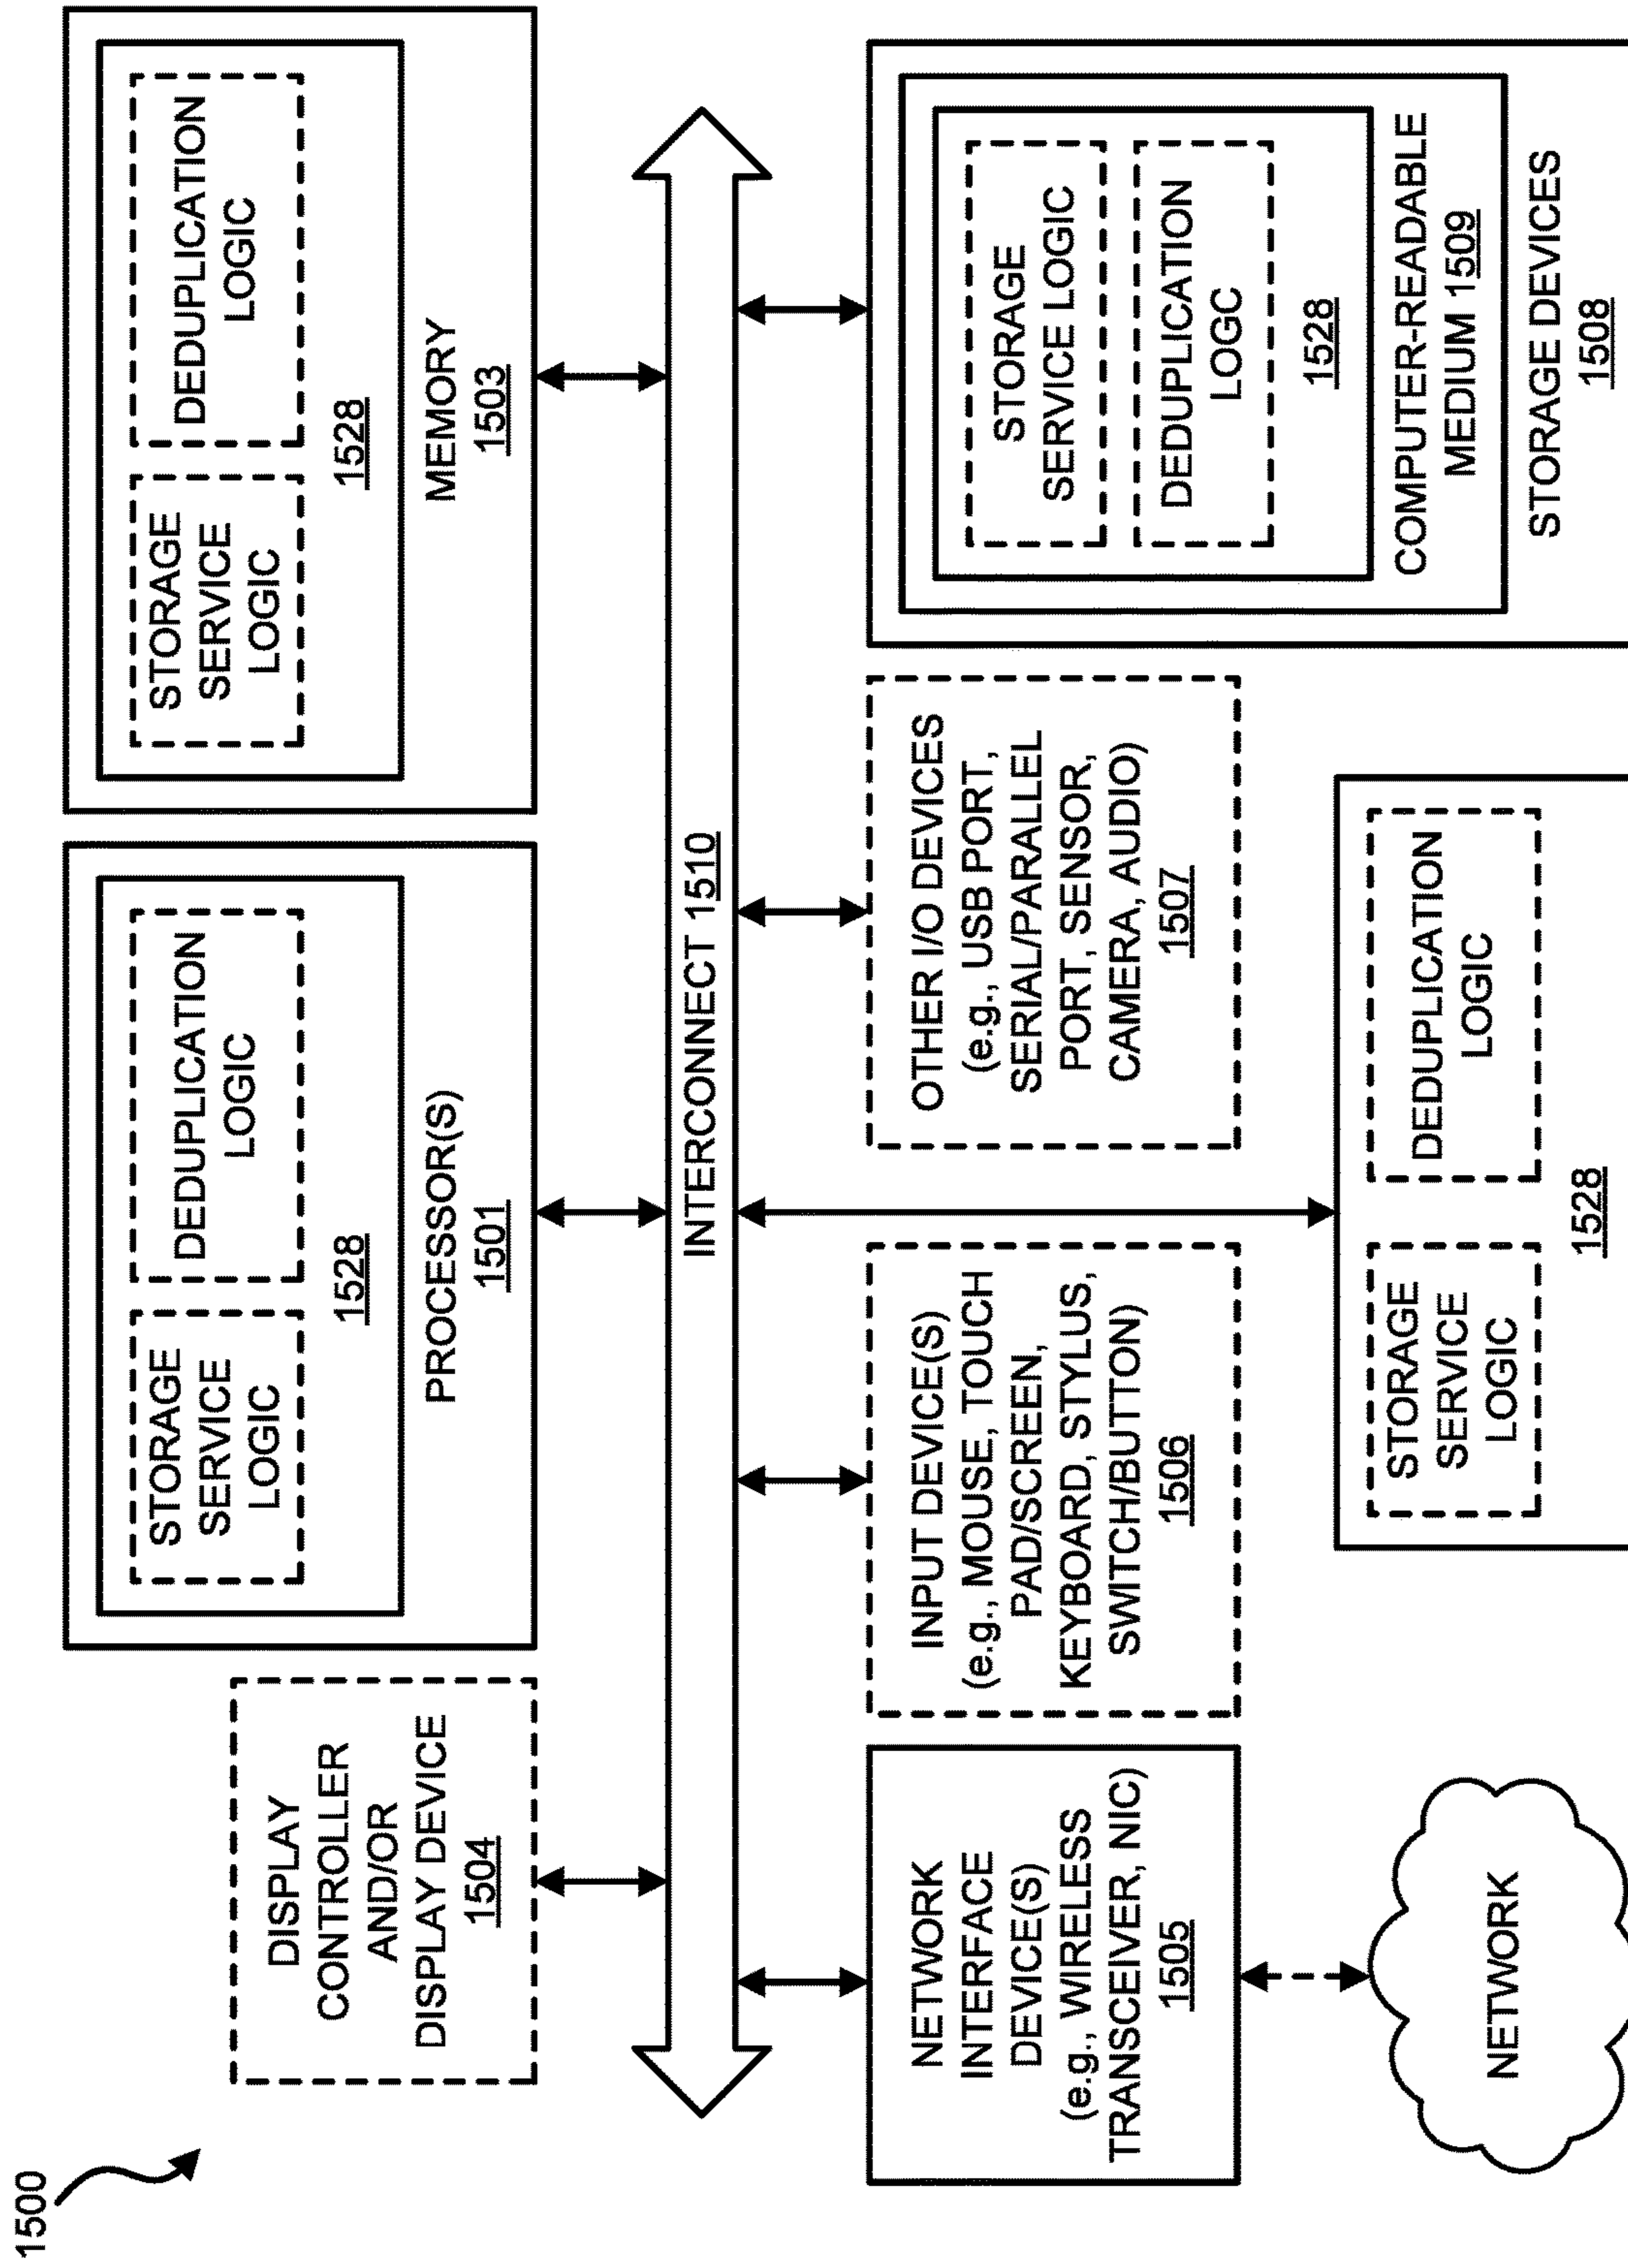 1500
DISPLAY
CONTROLLER
AND/OR
DISPLAY DEVICE
1504
STORAGE
SERVICE
LOGIC
DEDUPLICATION
LOGIC
1528
PROCESSOR(S)
1501
STORAGE
SERVICE
LOGIC
DEDUPLICATION
LOGIC
1528
MEMORY
1503
INTERCONNECT 1510
NETWORK
INTERFACE
DEVICE(S)
(e.g., WIRELESS
TRANSCEIVER, NIC)
1505
INPUT DEVICE(S)
(e.g., MOUSE, TOUCH
PAD/SCREEN,
KEYBOARD, STYLUS,
SWITCH/BUTTON)
1506
OTHER I/O DEVICES
(e.g., USB PORT,
SERIAL/PARALLEL
PORT, SENSOR,
CAMERA, AUDIO)
1507
STORAGE
SERVICE LOGIC
DEDUPLICATION
LOGC
1528
COMPUTER-READABLE
MEDIUM 1509
STORAGE DEVICES
1508
NETWORK
STORAGE
SERVICE
LOGIC
DEDUPLICATION
LOGIC
1528